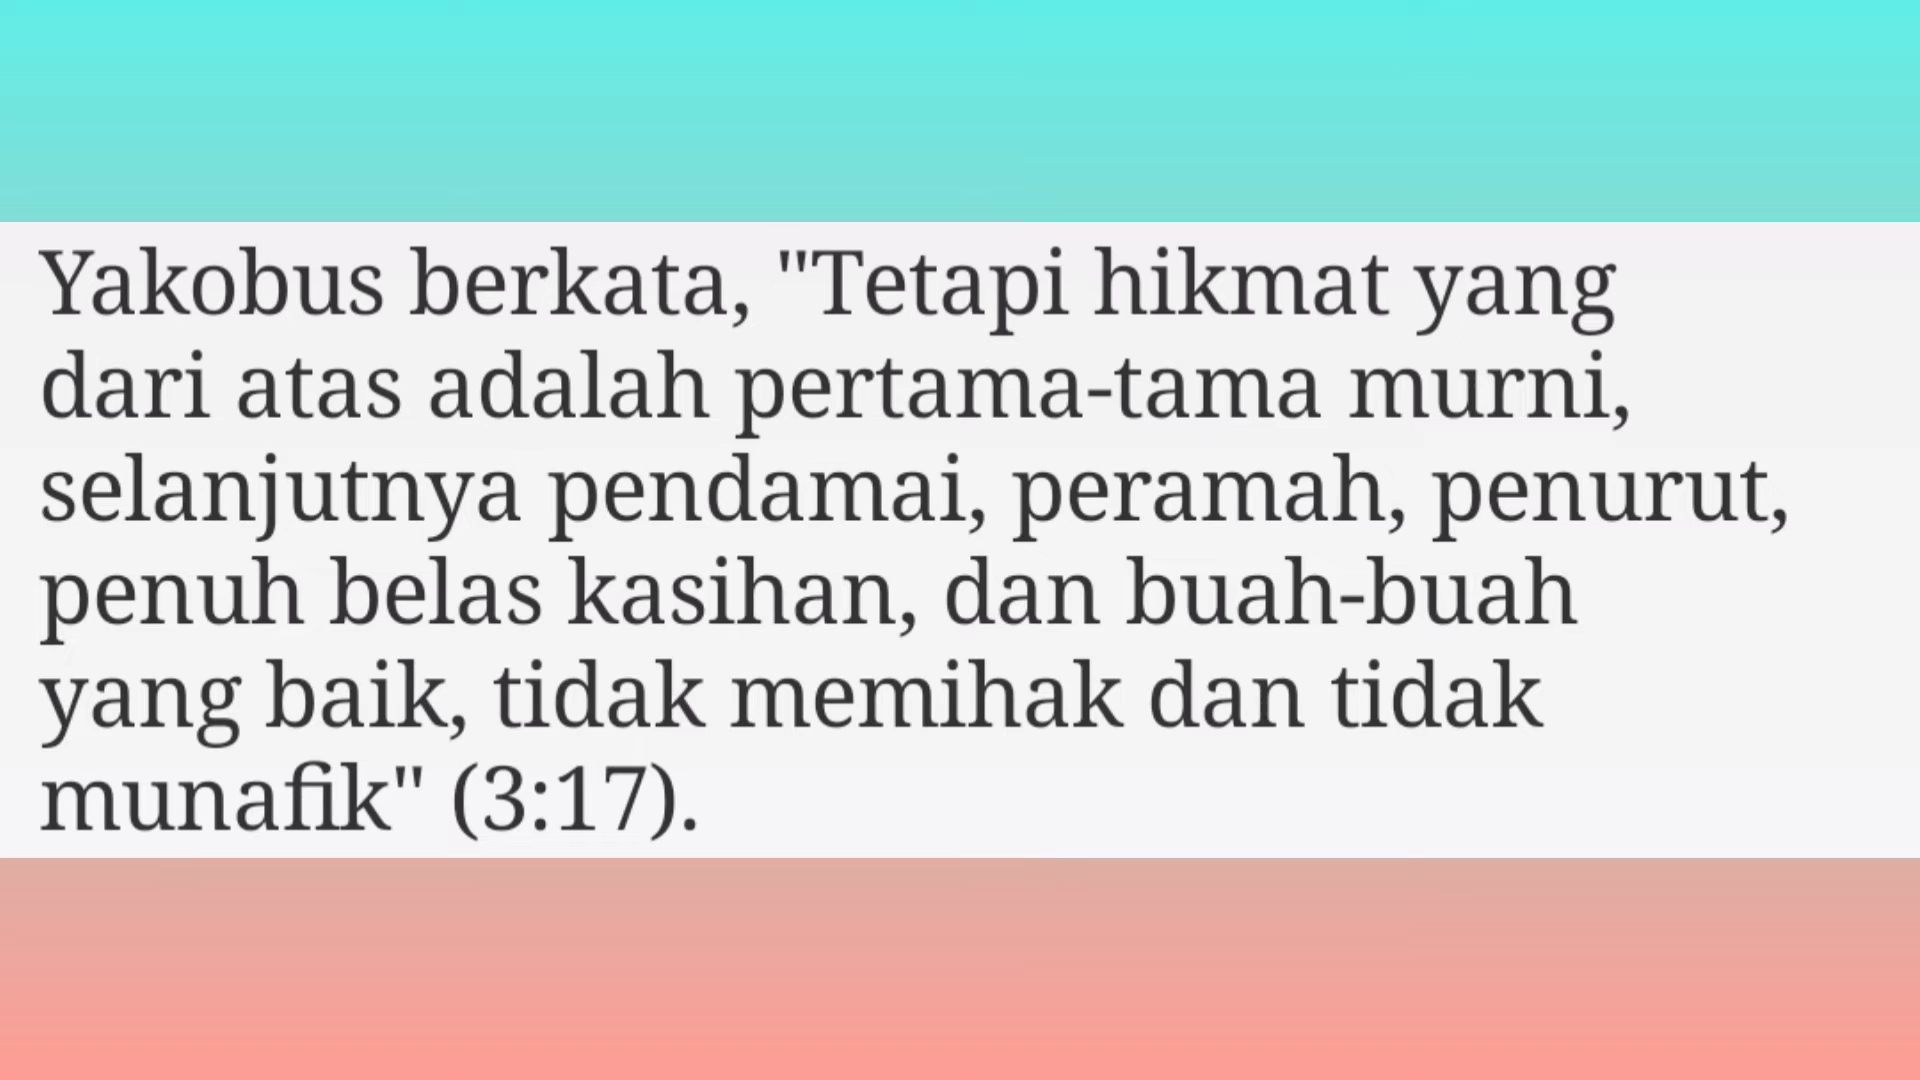 Yakobus berkata, "Tetapi hikmat yang
dari atas adalah pertama-tama murni,
selanjutnya pendamai, peramah, penurut,
penuh belas kasihan, dan buah-buah
yang baik, tidak memihak dan tidak
munafik" (3:17).